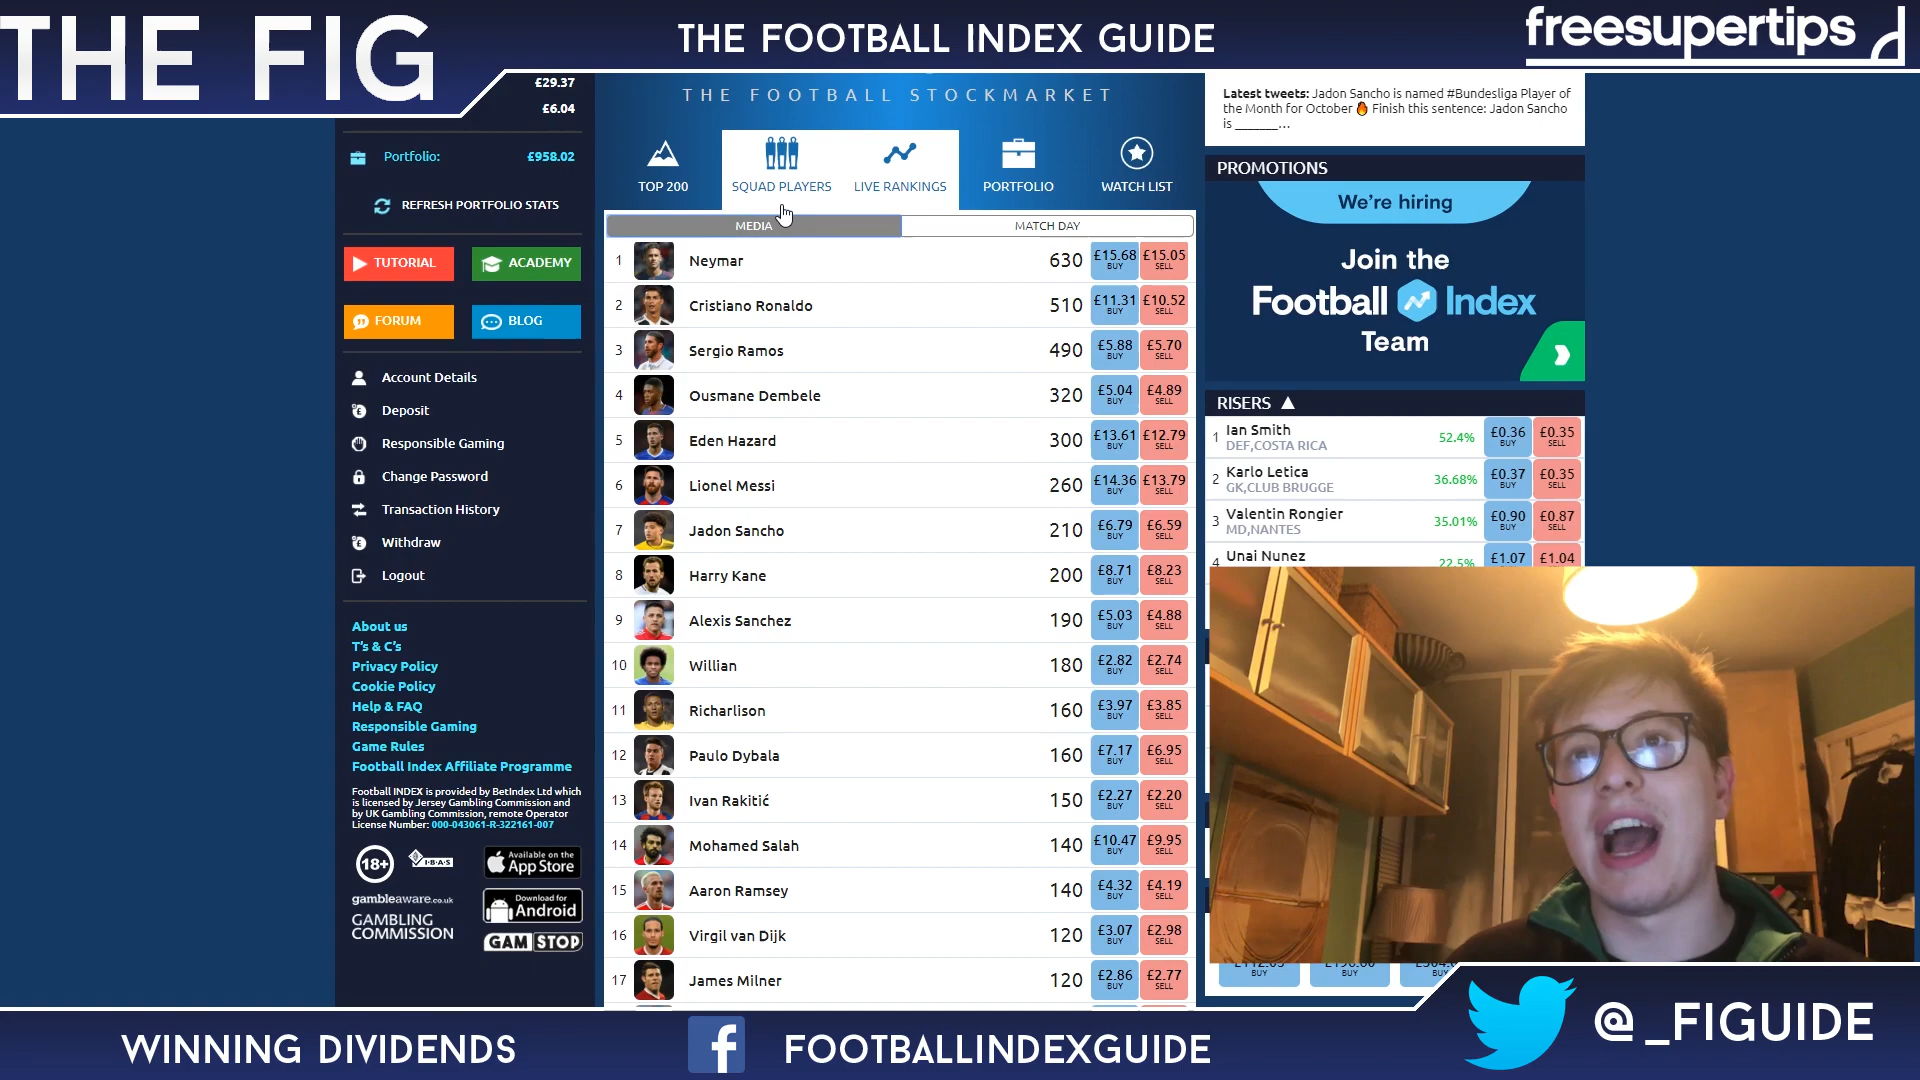 THE FIG
THE FOOTBALL INDEX GUIDE
freesupertips
£29.37
£6.04
Portfolio: £958.02
REFRESH PORTFOLIO STATS
TUTORIAL
ACADEMY
FORUM
BLOG
Account Details
Deposit
Responsible Gaming
Change Password
Transaction History
Withdraw
Logout
About us
T's & C's
Privacy Policy
Cookie Policy
Help & FAQ
Responsible Gaming
Game Rules
Football Index Affiliate Programme
Football INDEX is provided by BetIndex Ltd which
is licensed by Jersey Gambling Commission and
by UK Gambling Commission, remote Operator
License Number: 000-043061-R-322161-007
18+
IBAS
Available on the
App Store
gambleaware.co.uk
GAMBLING
COMMISSION
Download for
Android
GAMSTOP
THE FOOTBALL STOCKMARKET
TOP 200
SQUAD PLAYERS
LIVE RANKINGS
PORTFOLIO
WATCH LIST
MEDIA
MATCH DAY
1 Neymar 630 £15.68 BUY £15.05 SELL
2 Cristiano Ronaldo 510 £11.31 BUY £10.52 SELL
3 Sergio Ramos 490 £5.88 BUY £5.70 SELL
4 Ousmane Dembele 320 £5.04 BUY £4.89 SELL
5 Eden Hazard 300 £13.61 BUY £12.79 SELL
6 Lionel Messi 260 £14.36 BUY £13.79 SELL
7 Jadon Sancho 210 £6.79 BUY £6.59 SELL
8 Harry Kane 200 £8.71 BUY £8.23 SELL
9 Alexis Sanchez 190 £5.03 BUY £4.88 SELL
10 Willian 180 £2.82 BUY £2.74 SELL
11 Richarlison 160 £3.97 BUY £3.85 SELL
12 Paulo Dybala 160 £7.17 BUY £6.95 SELL
13 Ivan Rakitić 150 £2.27 BUY £2.20 SELL
14 Mohamed Salah 140 £10.47 BUY £9.95 SELL
15 Aaron Ramsey 140 £4.32 BUY £4.19 SELL
16 Virgil van Dijk 120 £3.07 BUY £2.98 SELL
17 James Milner 120 £2.86 BUY £2.77 SELL
Latest tweets: Jadon Sancho is named #Bundesliga Player of
the Month for October 🔥 Finish this sentence: Jadon Sancho
is _______...
PROMOTIONS
We're hiring
Join the
Football Index
Team
RISERS ▲
1 Ian Smith 52.4% £0.36 BUY £0.35 SELL
DEF,COSTA RICA
2 Karlo Letica 36.68% £0.37 BUY £0.35 SELL
GK,CLUB BRUGGE
3 Valentin Rongier 35.01% £0.90 BUY £0.87 SELL
MD,NANTES
4 Unai Nunez 22.5% £1.07 £1.04
BUY
BUY
BUY
WINNING DIVIDENDS
FOOTBALLINDEXGUIDE
@_FIGUIDE